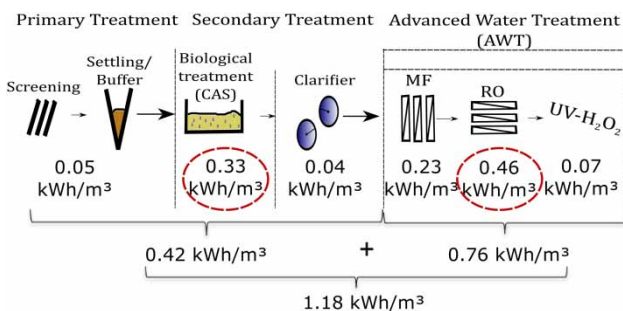 Primary Treatment
Secondary Treatment
Advanced Water Treatment
(AWT)
Screening
Settling/
Buffer
Biological
treatment
(CAS)
Clarifier
MF
RO
UV-H₂O₂
0.05
kWh/m³
0.33
kWh/m³
0.04
kWh/m³
0.23
kWh/m³
0.46
kWh/m³
0.07
kWh/m³
0.42 kWh/m³
+
0.76 kWh/m³
1.18 kWh/m³